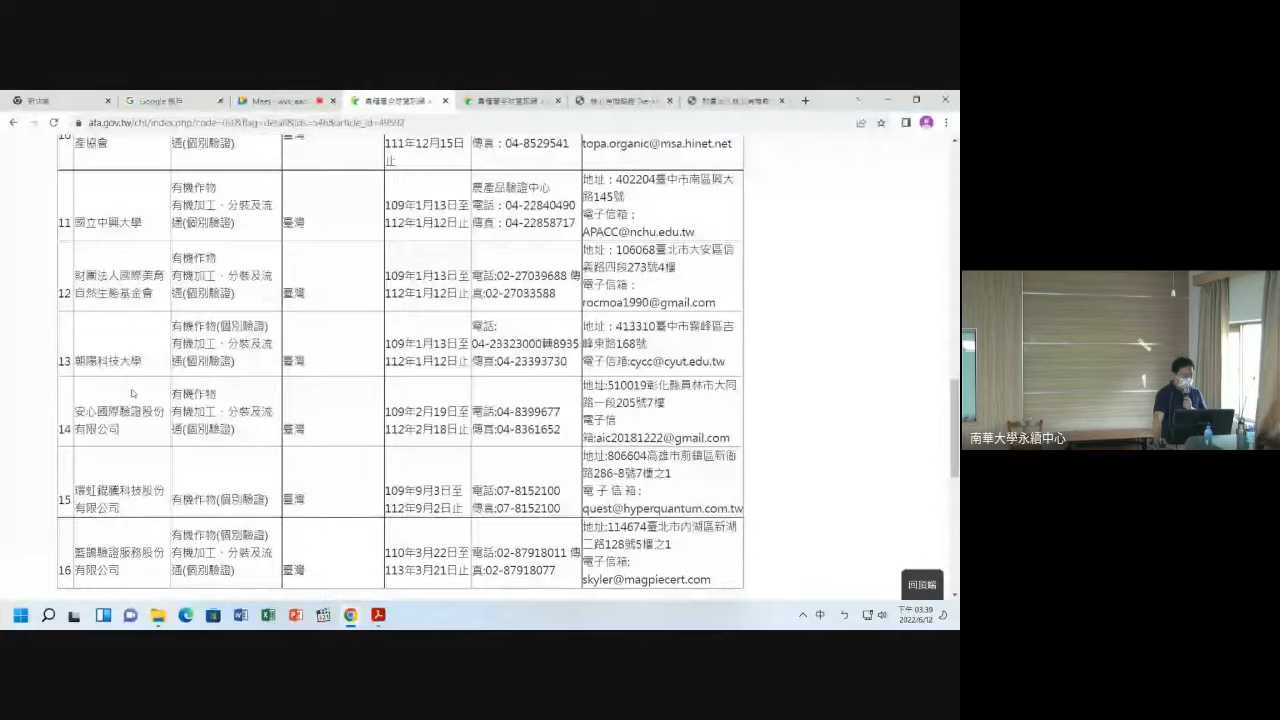 新分頁
Google 帳戶
afa.gov.tw/cht/index.php?code=list&flag=detail&ids=546&article_id=49592
產協會
通(個別驗證)
111年12月15日
止
傳真：04-8529541
topa.organic@msa.hinet.net
11
國立中興大學
有機作物
有機加工、分裝及流
通(個別驗證)
臺灣
109年1月13日至
112年1月12日止
農產品驗證中心
電話：04-22840490
傳真：04-22858717
地址：402204臺中市南區興大
路145號
電子信箱：
APACC@nchu.edu.tw
12
財團法人國際美育
自然生態基金會
有機作物
有機加工、分裝及流
通(個別驗證)
臺灣
109年1月13日至
112年1月12日止
電話:02-27039688 傳
真:02-27033588
地址：106068臺北市大安區信
義路四段273號4樓
電子信箱：
rocmoa1990@gmail.com
13
朝陽科技大學
有機作物(個別驗證)
有機加工、分裝及流
通(個別驗證)
臺灣
109年1月13日至
112年1月12日止
電話:
04-23323000轉8935
傳真:04-23393730
地址：413310臺中市霧峰區吉
峰東路168號
電子信箱:cycc@cyut.edu.tw
14
安心國際驗證股份
有限公司
有機作物
有機加工、分裝及流
通(個別驗證)
臺灣
109年2月19日至
112年2月18日止
電話:04-8399677
傳真:04-8361652
地址:510019彰化縣員林市大同
路一段205號7樓
電子信
箱:aic20181222@gmail.com
15
環虹錕騰科技股份
有限公司
有機作物(個別驗證)
臺灣
109年9月3日至
112年9月2日止
電話:07-8152100
傳真:07-8152100
地址:806604高雄市前鎮區新衙
路286-8號7樓之1
電 子 信 箱：
quest@hyperquantum.com.tw
16
藍鵲驗證服務股份
有限公司
有機作物(個別驗證)
有機加工、分裝及流
通(個別驗證)
臺灣
110年3月22日至
113年3月21日止
電話:02-87918011 傳
真:02-87918077
地址:114674臺北市內湖區新湖
二路128號5樓之1
電子信箱:
skyler@magpiecert.com
回頂端
中
下午 03:39
2022/6/12
南華大學永續中心